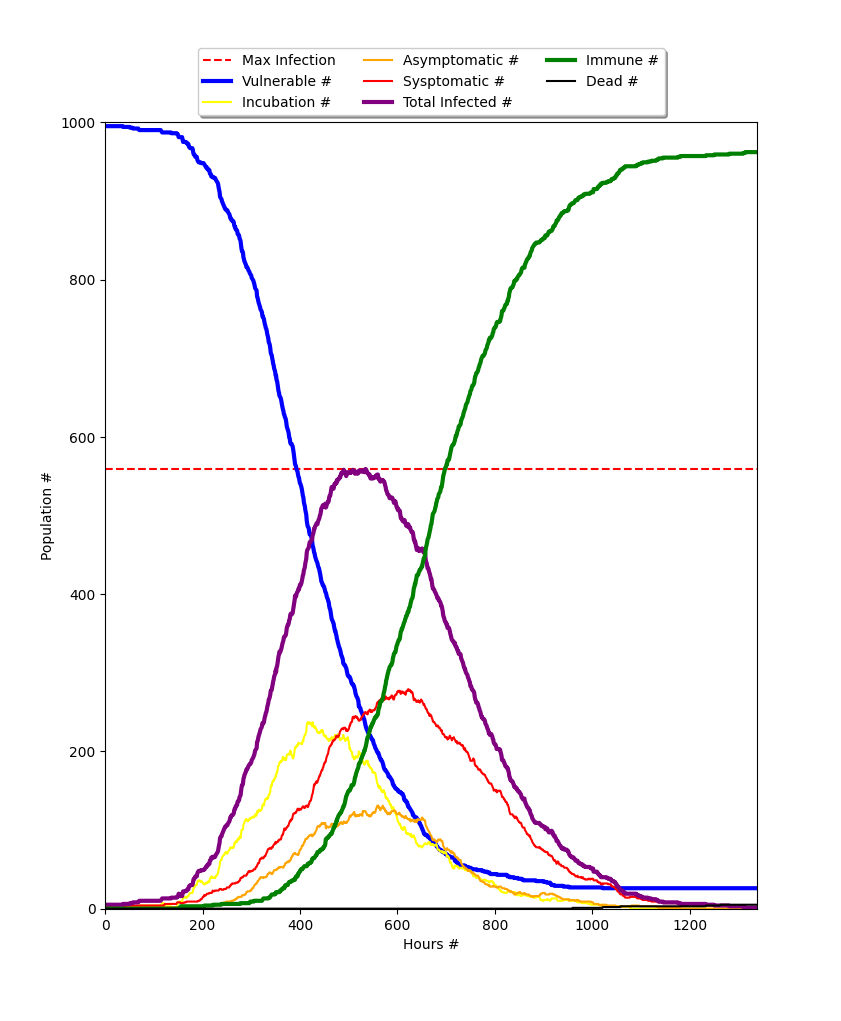 Max Infection Asymptomatic # Immune #
Vulnerable # Sysptomatic # Dead #
Incubation # Total Infected #
1000
800
600
400
200
0
Population #
0 200 400 600 800 1000 1200
Hours #